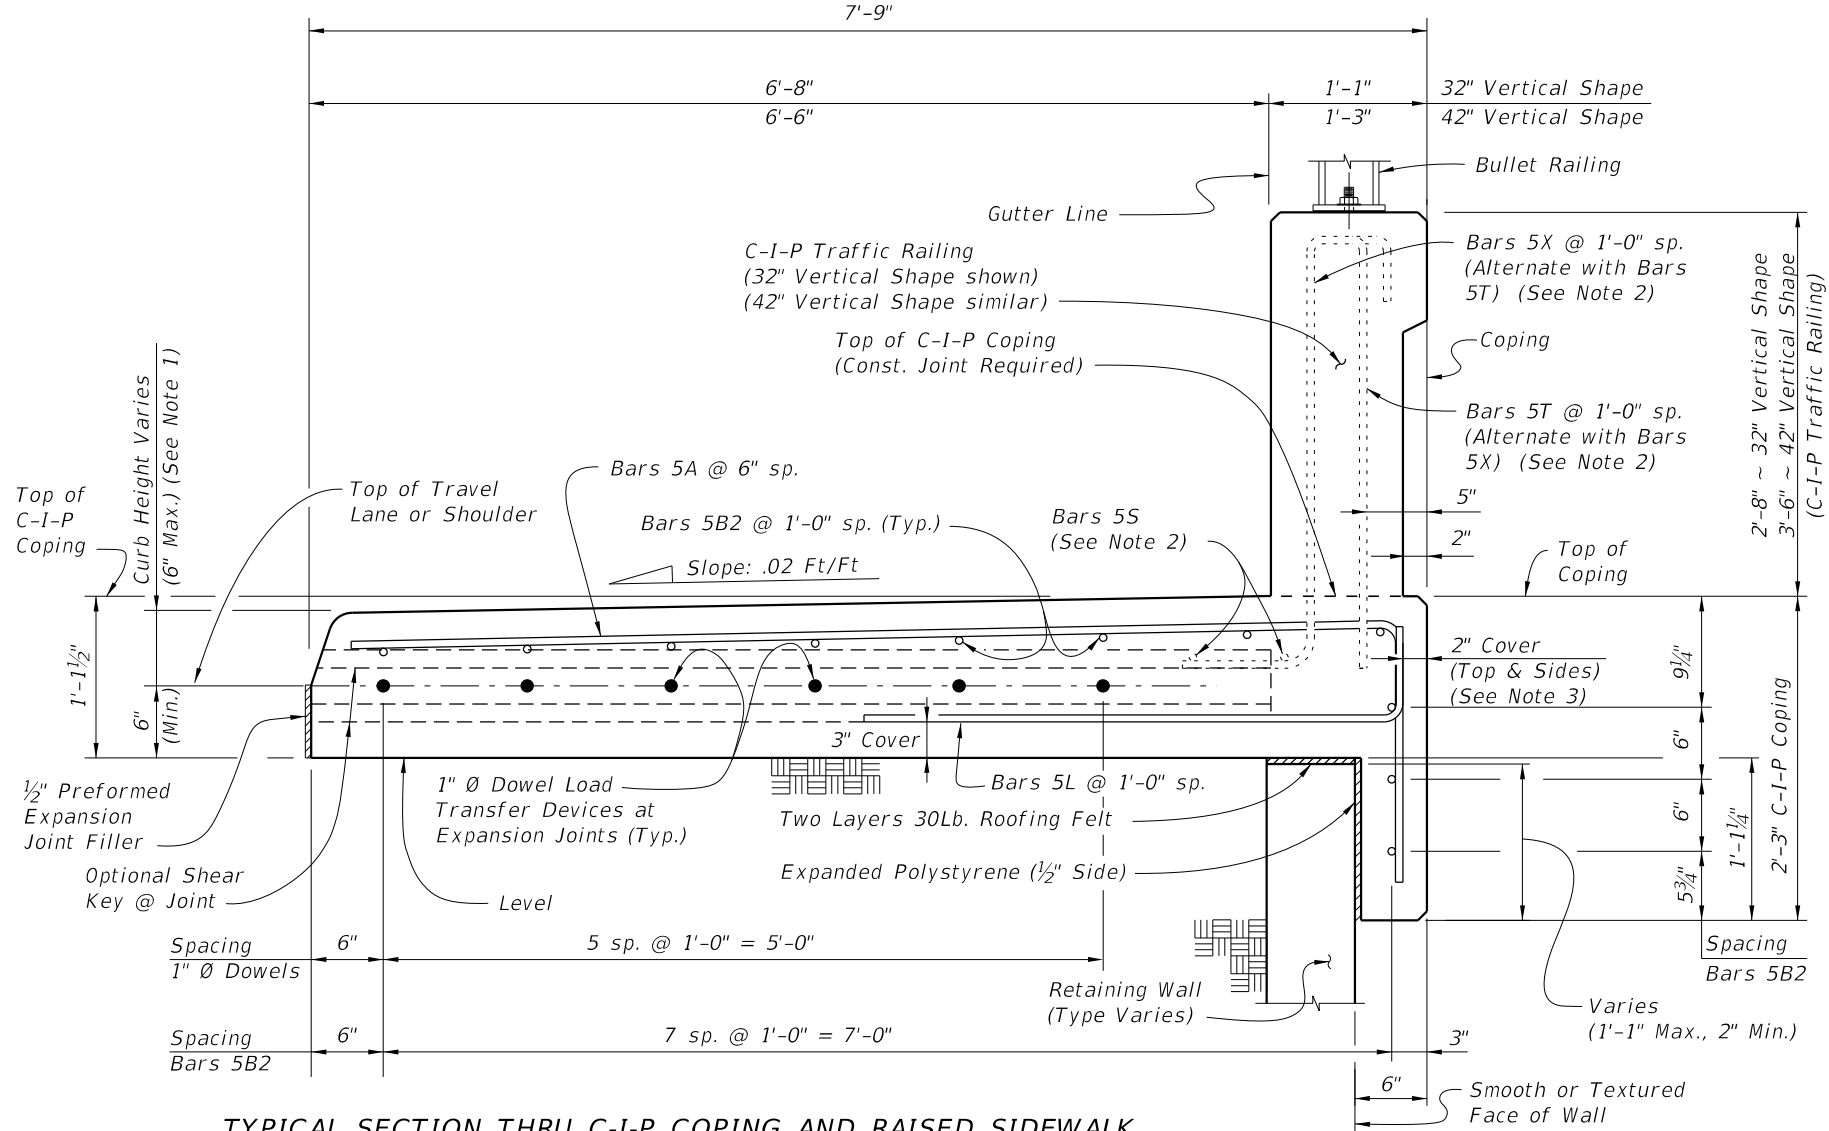 7'-9"
6'-8"
1'-1"
32" Vertical Shape
6'-6"
1'-3"
42" Vertical Shape
Bullet Railing
Gutter Line
C-I-P Traffic Railing
(32" Vertical Shape shown)
(42" Vertical Shape similar)
Bars 5X @ 1'-0" sp.
(Alternate with Bars
5T) (See Note 2)
Top of C-I-P Coping
(Const. Joint Required)
Coping
2'-8" ~ 32" Vertical Shape
3'-6" ~ 42" Vertical Shape
(C-I-P Traffic Railing)
Bars 5T @ 1'-0" sp.
(Alternate with Bars
5X) (See Note 2)
Curb Height Varies
(6" Max.) (See Note 1)
Bars 5A @ 6" sp.
Top of
C-I-P
Coping
Top of Travel
Lane or Shoulder
Bars 5B2 @ 1'-0" sp. (Typ.)
Bars 5S
(See Note 2)
5"
2"
Top of
Coping
Slope: .02 Ft/Ft
1'-1½"
6"
(Min.)
2" Cover
(Top & Sides)
(See Note 3)
9¼"
6"
6"
5¾"
1'-1¼"
2'-3" C-I-P Coping
3" Cover
½" Preformed
Expansion
Joint Filler
1" Ø Dowel Load
Transfer Devices at
Expansion Joints (Typ.)
Bars 5L @ 1'-0" sp.
Two Layers 30Lb. Roofing Felt
Expanded Polystyrene (½" Side)
Optional Shear
Key @ Joint
Level
Spacing
1" Ø Dowels
6"
5 sp. @ 1'-0" = 5'-0"
Spacing
Bars 5B2
Retaining Wall
(Type Varies)
Varies
(1'-1" Max., 2" Min.)
Spacing
Bars 5B2
6"
7 sp. @ 1'-0" = 7'-0"
3"
6"
Smooth or Textured
Face of Wall
TYPICAL SECTION THRU C-I-P COPING AND RAISED SIDEWALK